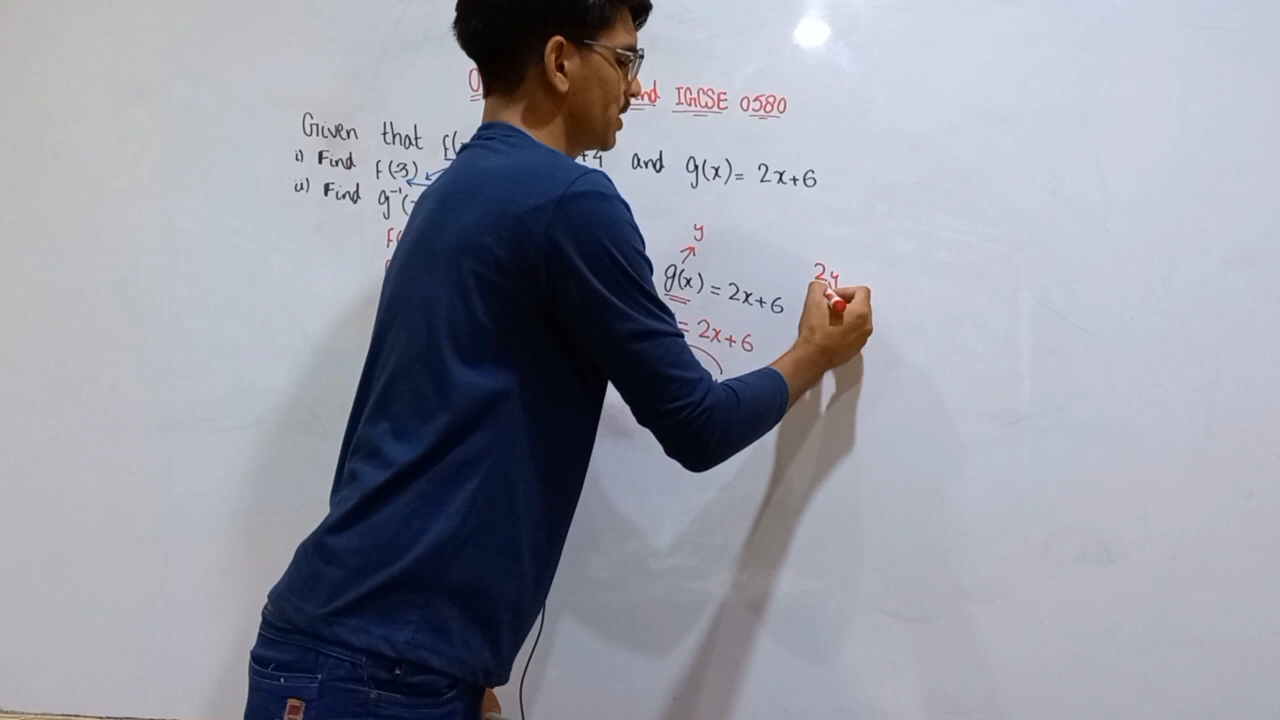 and IGCSE 0580
Given that f( +4 and g(x)= 2x+6
i) Find f(-3)
ii) Find g⁻¹(
y
g(x) = 2x+6
= 2x+6
2y